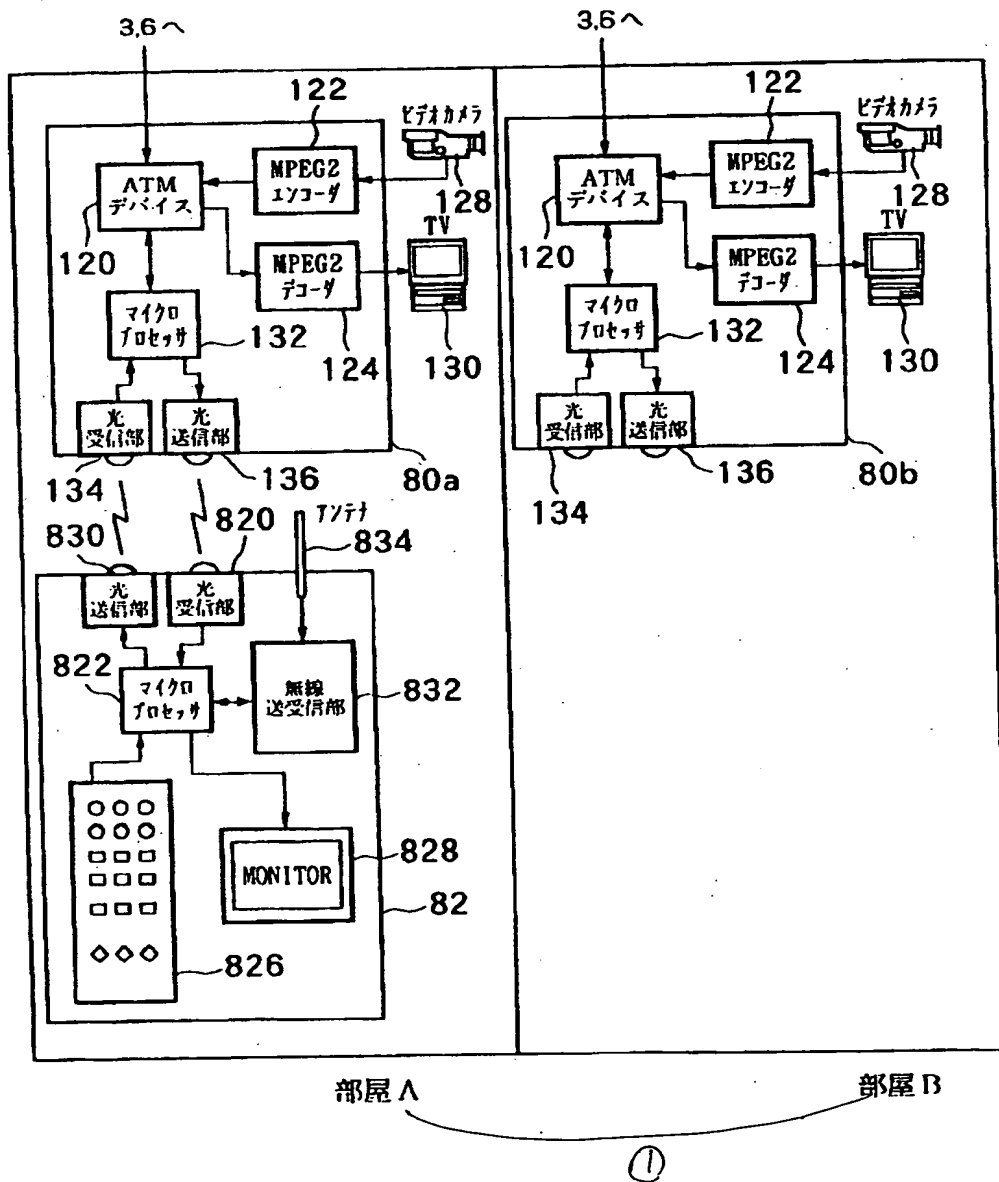 3,6へ
3,6へ
122
ビデオカメラ
122
ビデオカメラ
ATM
デバイス
MPEG2
エンコーダ
128
ATM
デバイス
MPEG2
エンコーダ
128
TV
TV
120
MPEG2
デコーダ
120
MPEG2
デコーダ
マイクロ
プロセッサ
132
124
130
マイクロ
プロセッサ
132
124
130
光
受信部
光
送信部
光
受信部
光
送信部
134
136
80a
134
136
80b
830
820
アンテナ
834
光
送信部
光
受信部
822
マイクロ
プロセッサ
無線
送受信部
832
MONITOR
828
82
826
部屋A
部屋B
①